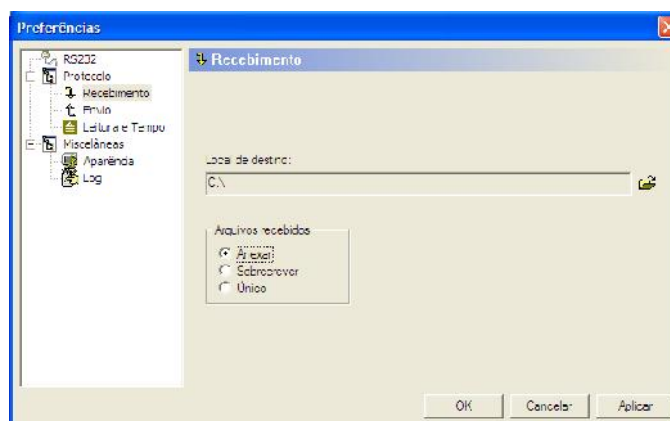 Preferências
RS232
Protocolo
Recebimento
Envio
Leitura e Tempo
Miscelâneas
Aparência
Log
Recebimento
Local de destino:
C:\
Arquivos recebidos
Anexar
Sobrescrever
Único
OK
Cancelar
Aplicar